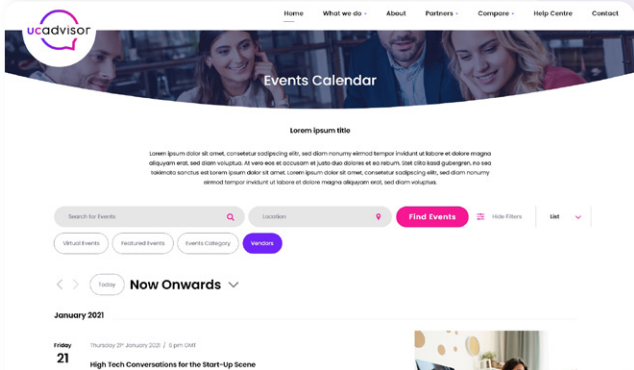 ucadvisor
Home What we do About Partners Compare Help Centre Contact
Events Calendar
Lorem ipsum title
Lorem ipsum dolor sit amet, consetetur sadipscing elitr, sed diam nonumy eirmod tempor invidunt ut labore et dolore magna
aliquyam erat, sed diam voluptua. At vero eos et accusam et justo duo dolores et ea rebum. Stet clita kasd gubergren, no sea
takimata sanctus est Lorem ipsum dolor sit amet. Lorem ipsum dolor sit amet, consetetur sadipscing elitr, sed diam nonumy
eirmod tempor invidunt ut labore et dolore magna aliquyam erat, sed diam voluptua.
Search for Events Location Find Events Hide Filters List
Virtual Events Featured Events Events Category Vendors
Today Now Onwards
January 2021
Friday Thursday 21st January 2021 / 6 pm GMT
21
High Tech Conversations for the Start-Up Scene